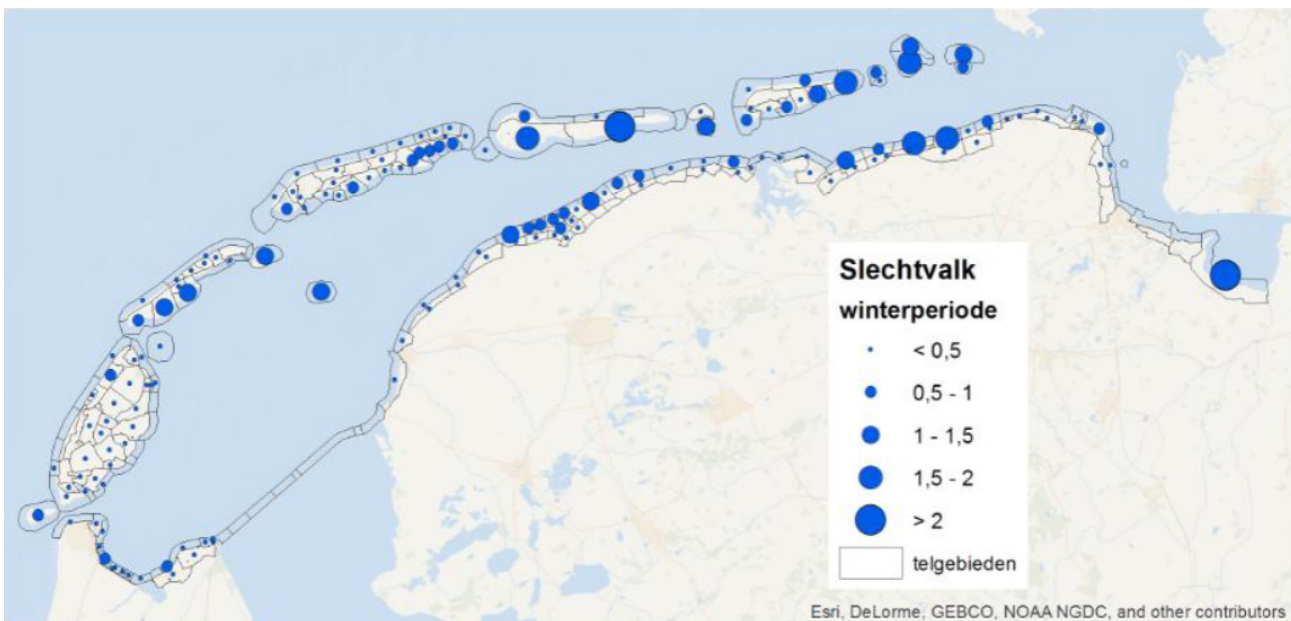 Slechtvalk
winterperiode
< 0,5
0,5 - 1
1 - 1,5
1,5 - 2
> 2
telgebieden
Esri, DeLorme, GEBCO, NOAA NGDC, and other contributors